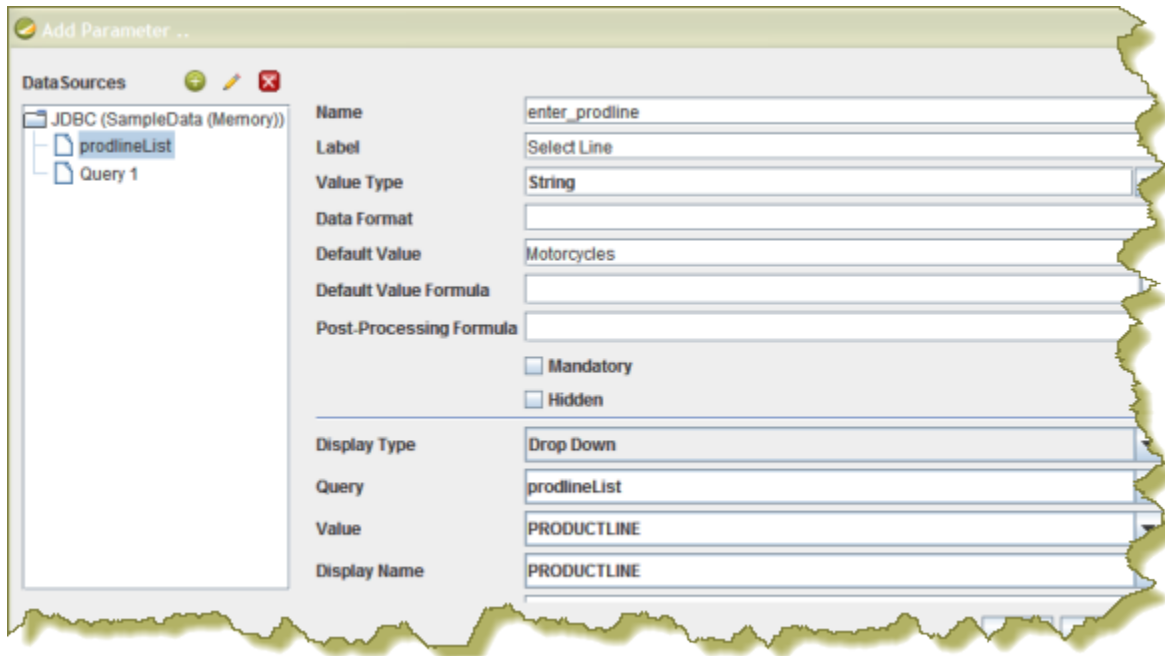 Add Parameter ..
DataSources
JDBC (SampleData (Memory))
prodlineList
Query 1
Name enter_prodline
Label Select Line
Value Type String
Data Format
Default Value Motorcycles
Default Value Formula
Post-Processing Formula
Mandatory
Hidden
Display Type Drop Down
Query prodlineList
Value PRODUCTLINE
Display Name PRODUCTLINE